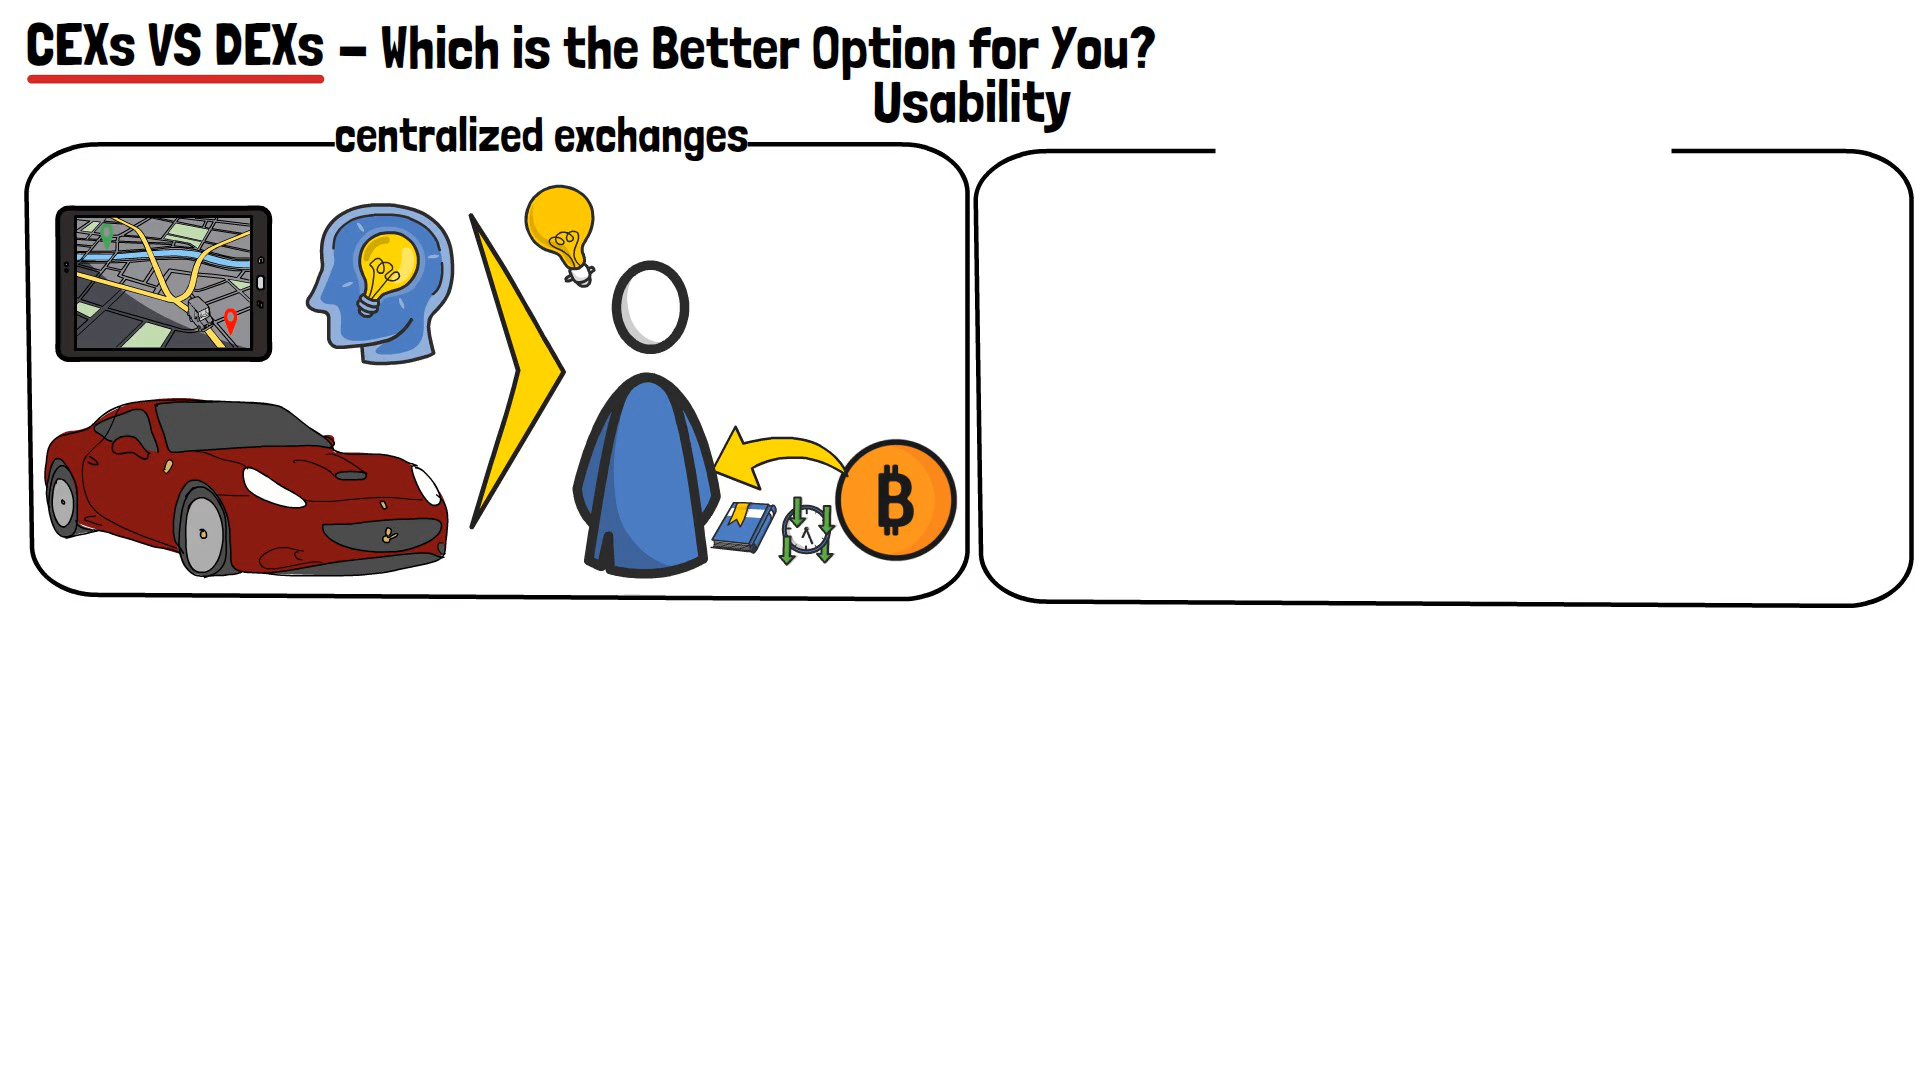 CEXs VS DEXs – Which is the Better Option for You?
Usability
centralized exchanges